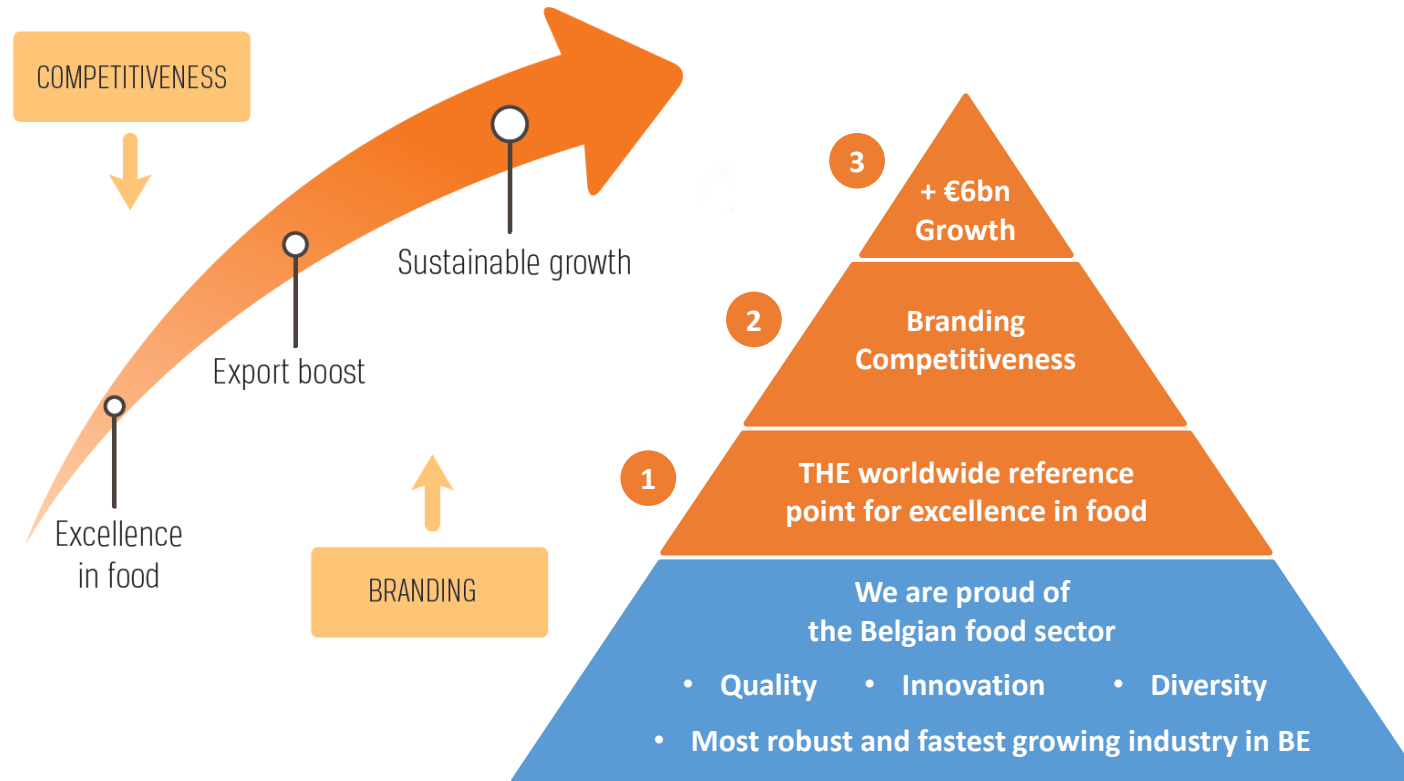 COMPETITIVENESS
Sustainable growth
Export boost
Excellence
in food
BRANDING
3
+ €6bn
Growth
2
Branding
Competitiveness
1
THE worldwide reference
point for excellence in food
We are proud of
the Belgian food sector
• Quality • Innovation • Diversity
• Most robust and fastest growing industry in BE